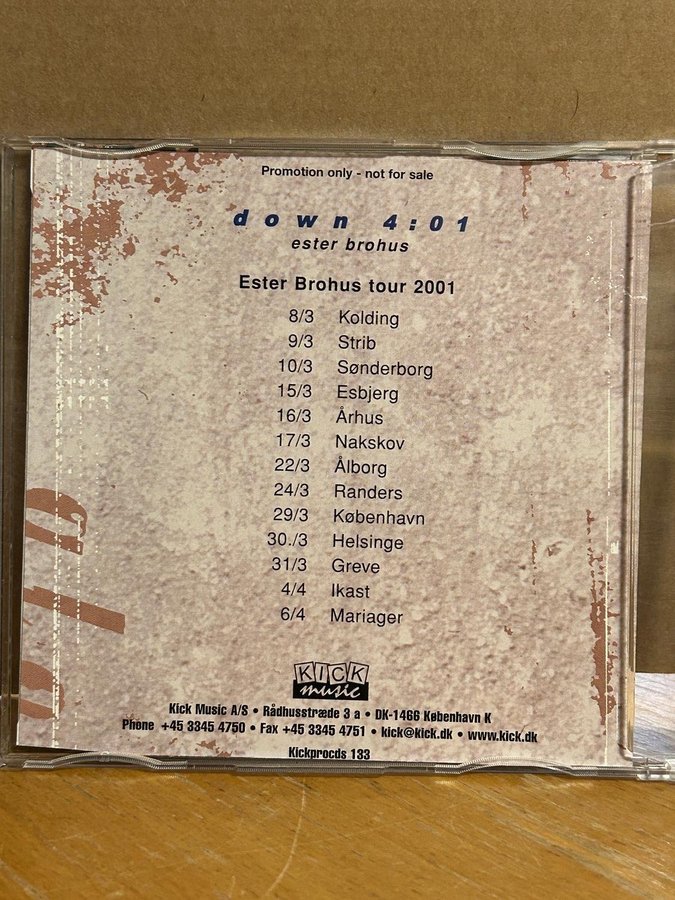 Promotion only - not for sale
down 4:01
ester brohus
Ester Brohus tour 2001
8/3 Kolding
9/3 Strib
10/3 Sønderborg
15/3 Esbjerg
16/3 Århus
17/3 Nakskov
22/3 Ålborg
24/3 Randers
29/3 København
30./3 Helsinge
31/3 Greve
4/4 Ikast
6/4 Mariager
KICK
music
Kick Music A/S • Rådhusstræde 3 a • DK-1466 København K
Phone +45 3345 4750 • Fax +45 3345 4751 • kick@kick.dk • www.kick.dk
Kickprocds 133